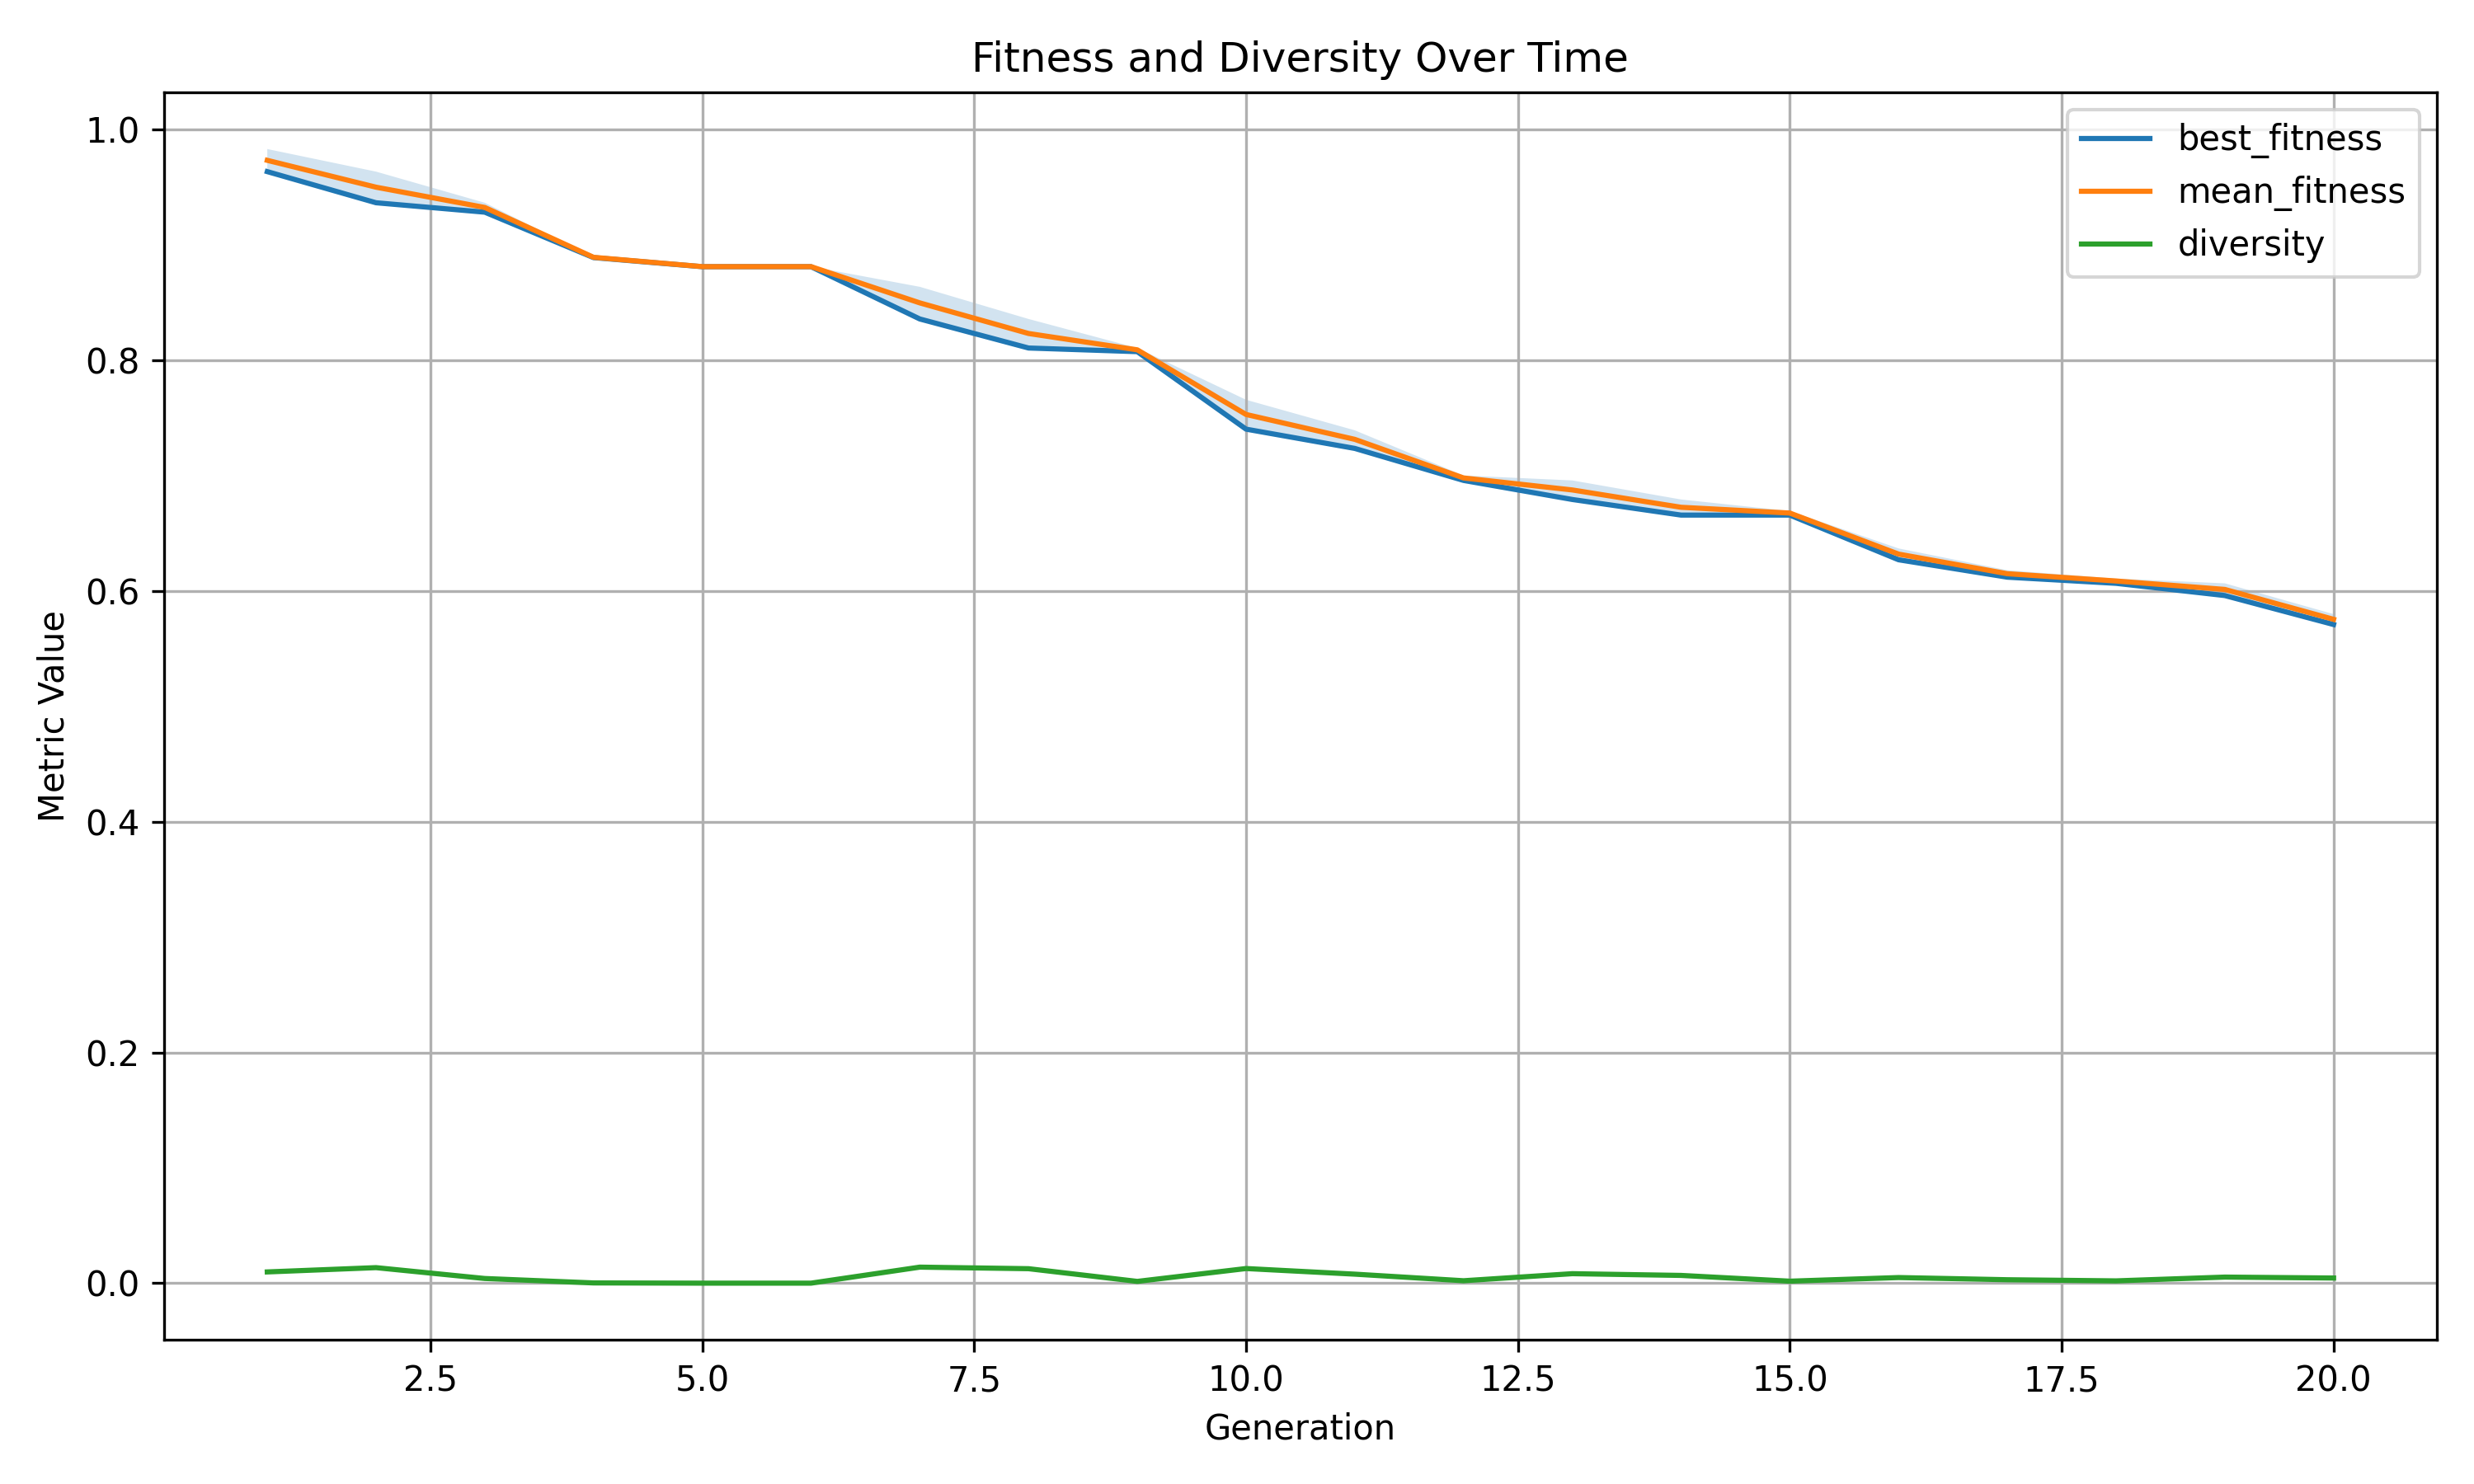 Fitness and Diversity Over Time
best_fitness
mean_fitness
diversity
Metric Value
1.0
0.8
0.6
0.4
0.2
0.0
2.5 5.0 7.5 10.0 12.5 15.0 17.5 20.0
Generation